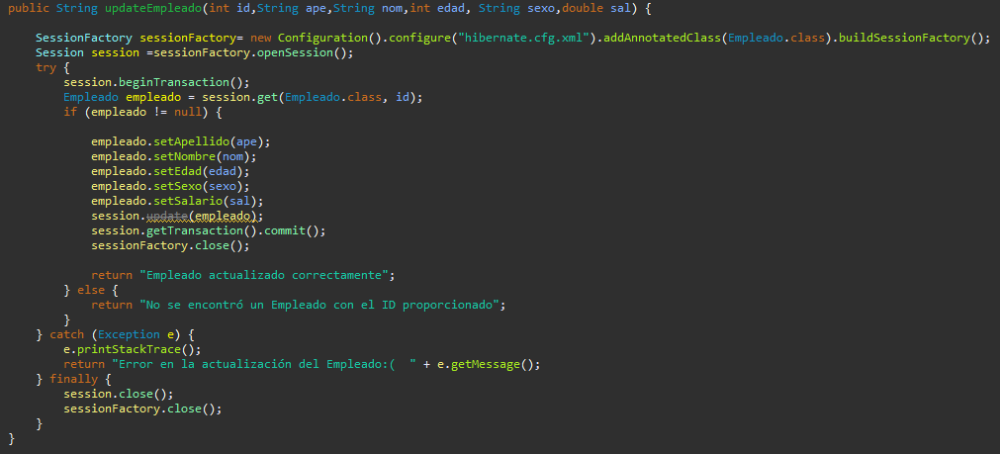 public String updateEmpleado(int id,String ape,String nom,int edad, String sexo,double sal) {
SessionFactory sessionFactory= new Configuration().configure("hibernate.cfg.xml").addAnnotatedClass(Empleado.class).buildSessionFactory();
Session session =sessionFactory.openSession();
try {
session.beginTransaction();
Empleado empleado = session.get(Empleado.class, id);
if (empleado != null) {
empleado.setApellido(ape);
empleado.setNombre(nom);
empleado.setEdad(edad);
empleado.setSexo(sexo);
empleado.setSalario(sal);
session.update(empleado);
session.getTransaction().commit();
sessionFactory.close();
return "Empleado actualizado correctamente";
} else {
return "No se encontró un Empleado con el ID proporcionado";
}
} catch (Exception e) {
e.printStackTrace();
return "Error en la actualización del Empleado:(  " + e.getMessage();
} finally {
session.close();
sessionFactory.close();
}
}